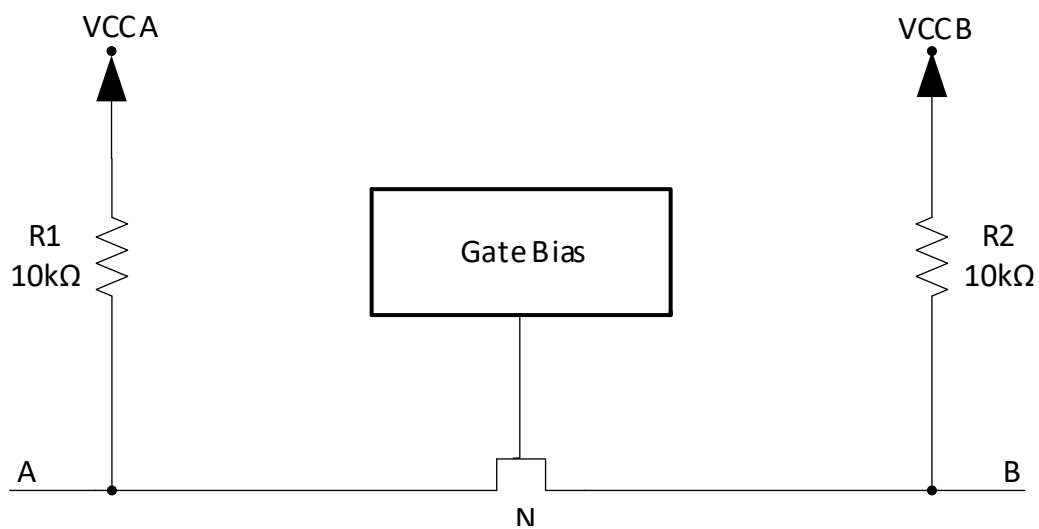 VCCA
VCCB
Gate Bias
R1
10kΩ
R2
10kΩ
A
B
N